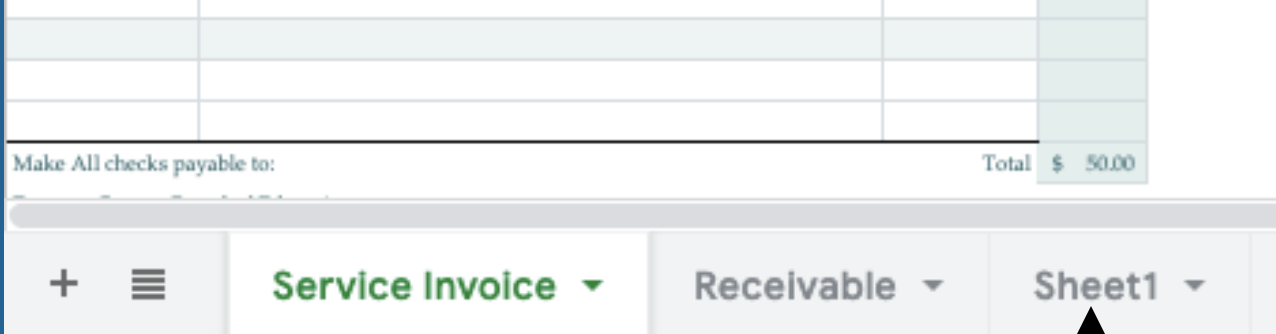 Make All checks payable to: Total $ 50.00
Service Invoice Receivable Sheet1